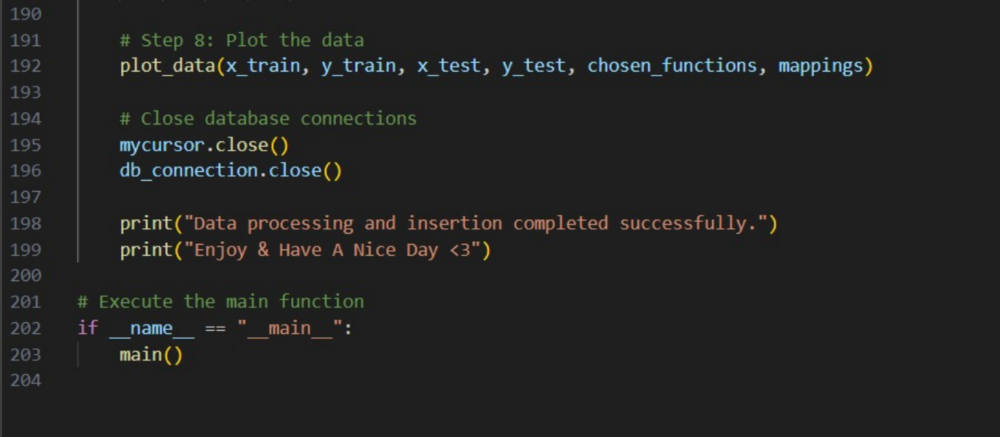 190
191 # Step 8: Plot the data
192 plot_data(x_train, y_train, x_test, y_test, chosen_functions, mappings)
193
194 # Close database connections
195 mycursor.close()
196 db_connection.close()
197
198 print("Data processing and insertion completed successfully.")
199 print("Enjoy & Have A Nice Day <3")
200
201 # Execute the main function
202 if __name__ == "__main__":
203 main()
204